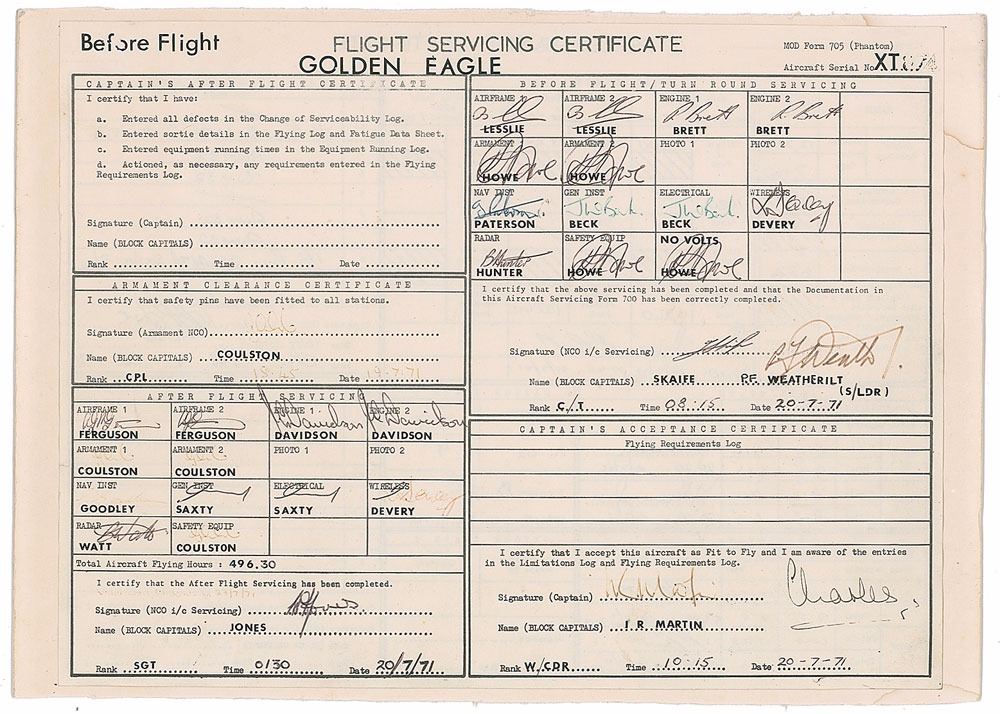 Before Flight
FLIGHT SERVICING CERTIFICATE
GOLDEN EAGLE
MOD Form 705 (Phantom)
Aircraft Serial No XT
CAPTAIN'S AFTER FLIGHT CERTIFICATE
I certify that I have:
a. Entered all defects in the Change of Serviceability Log.
b. Entered sortie details in the Flying Log and Fatigue Data Sheet.
c. Entered equipment running times in the Equipment Running Log.
d. Actioned, as necessary, any requirements entered in the Flying
Requirements Log.
Signature (Captain)
Name (BLOCK CAPITALS)
Rank Time Date
ARMAMENT CLEARANCE CERTIFICATE
I certify that safety pins have been fitted to all stations.
Signature (Armament NCO)
Name (BLOCK CAPITALS) COULSTON
Rank CPL Time 18.45 Date 19-7-71
AFTER FLIGHT SERVICING
AIRFRAME 1 AIRFRAME 2 ENGINE 1 ENGINE 2
FERGUSON FERGUSON DAVIDSON DAVIDSON
ARMAMENT 1 ARMAMENT 2 PHOTO 1 PHOTO 2
COULSTON COULSTON
NAV INST GEN INST ELECTRICAL WIRELESS
GOODLEY SAXTY SAXTY DEVERY
RADAR SAFETY EQUIP
WATT COULSTON
Total Aircraft Flying Hours : 496.30
I certify that the After Flight Servicing has been completed.
Signature (NCO i/c Servicing)
Name (BLOCK CAPITALS) JONES
Rank SGT Time 0130 Date 20/7/71
BEFORE FLIGHT/TURN ROUND SERVICING
AIRFRAME 1 AIRFRAME 2 ENGINE 1 ENGINE 2
R. Brett R. Brett
LESSLIE LESSLIE BRETT BRETT
ARMAMENT ARMAMENT 2 PHOTO 1 PHOTO 2
HOWE HOWE
NAV INST GEN INST ELECTRICAL WIRELESS
PATERSON BECK BECK DEVERY
RADAR SAFETY EQUIP NO VOLTS
HUNTER HOWE HOWE
I certify that the above servicing has been completed and that the Documentation in
this Aircraft Servicing Form 700 has been correctly completed.
Signature (NCO i/c Servicing)
Name (BLOCK CAPITALS) SKAIFE P.F. WEATHERILT
(S/LDR)
Rank C/T Time 08.15 Date 20-7-71
CAPTAIN'S ACCEPTANCE CERTIFICATE
Flying Requirements Log
I certify that I accept this aircraft as Fit to Fly and I am aware of the entries
in the Limitations Log and Flying Requirements Log.
Signature (Captain) Charles
Name (BLOCK CAPITALS) I. R. MARTIN
Rank W/CDR Time 10.15 Date 20-7-71